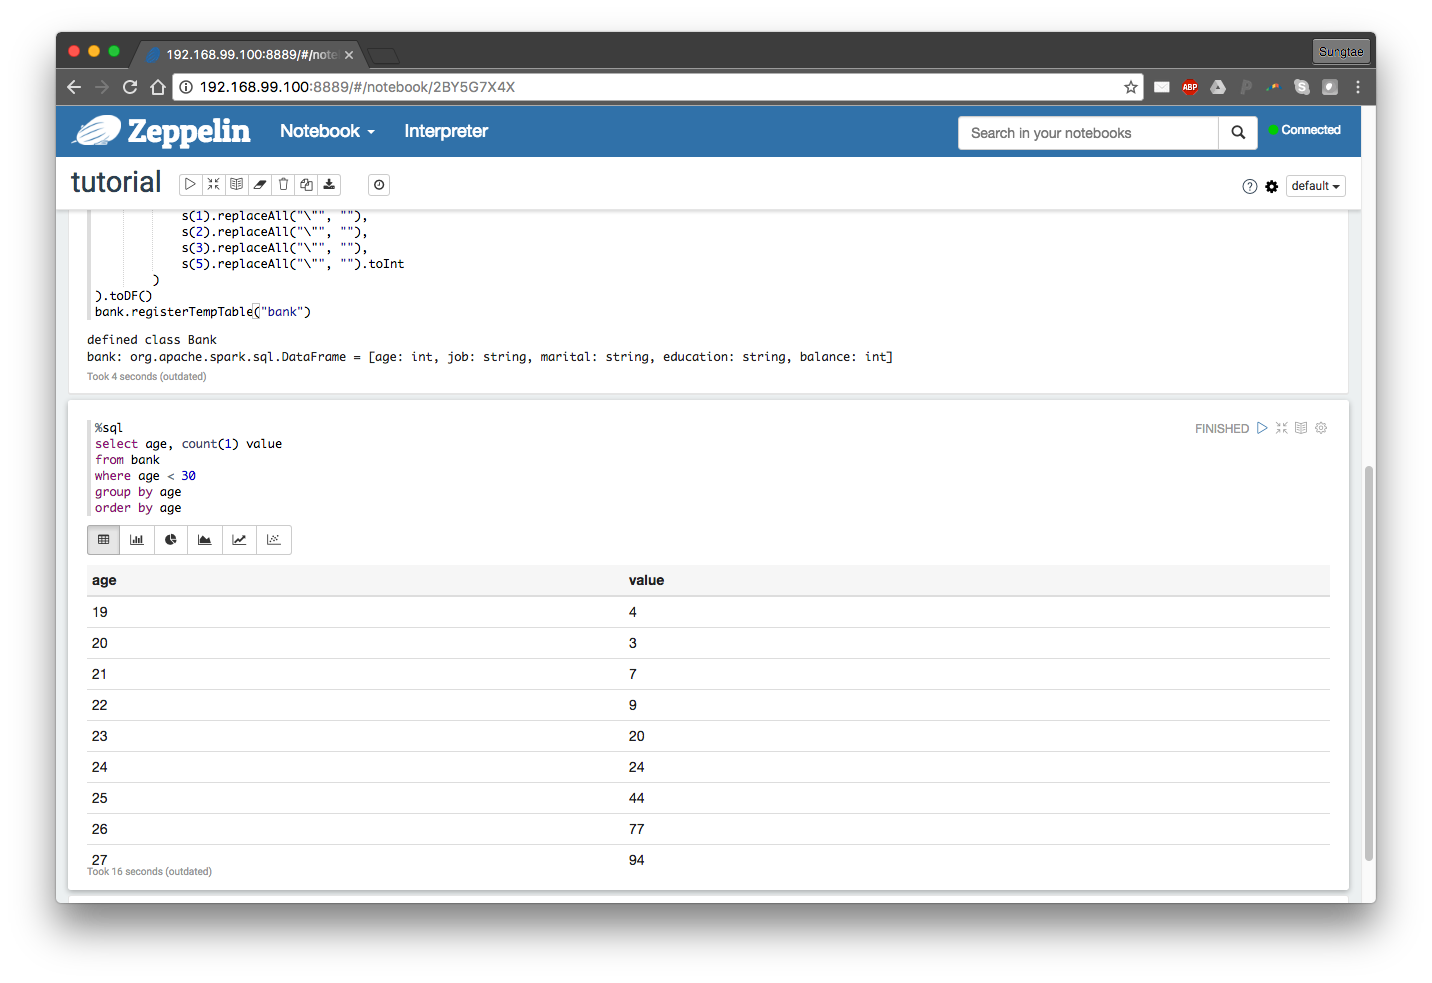 192.168.99.100:8889/#/note
Sungtae
192.168.99.100:8889/#/notebook/2BY5G7X4X
ABP
Zeppelin Notebook Interpreter Search in your notebooks Connected
tutorial default
s(1).replaceAll("\"", ""),
s(2).replaceAll("\"", ""),
s(3).replaceAll("\"", ""),
s(5).replaceAll("\"", "").toInt
)
).toDF()
bank.registerTempTable("bank")
defined class Bank
bank: org.apache.spark.sql.DataFrame = [age: int, job: string, marital: string, education: string, balance: int]
Took 4 seconds (outdated)
%sql
FINISHED
select age, count(1) value
from bank
where age < 30
group by age
order by age
age value
19 4
20 3
21 7
22 9
23 20
24 24
25 44
26 77
27 94
Took 16 seconds (outdated)